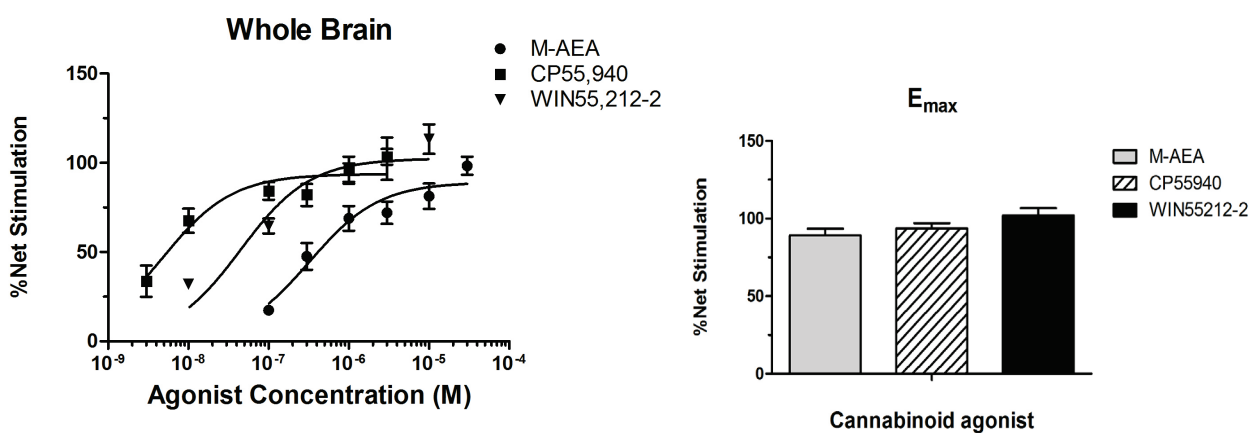 Whole Brain
M-AEA
CP55,940
WIN55,212-2
%Net Stimulation
150
100
50
0
10-9
10-8
10-7
10-6
10-5
10-4
Agonist Concentration (M)
Emax
M-AEA
CP55940
WIN55212-2
%Net Stimulation
150
100
50
0
Cannabinoid agonist